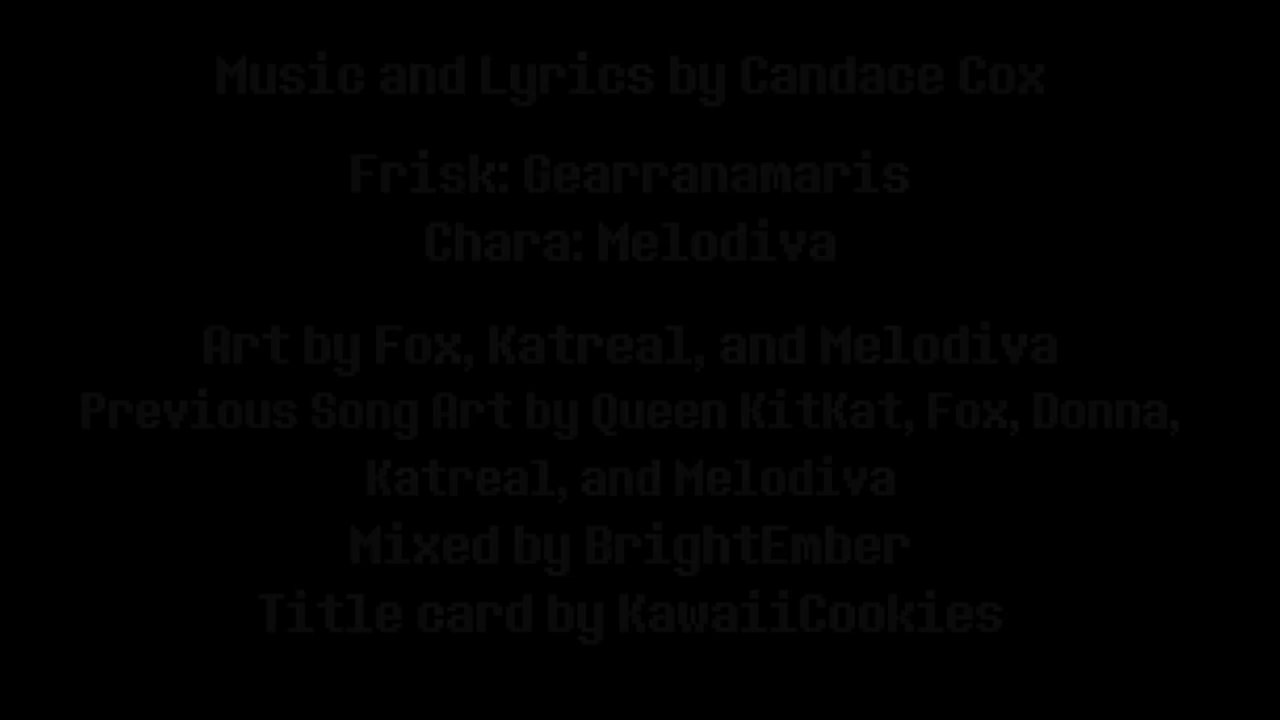 Music and Lyrics by Candace Cox
Frisk: Gearranamaris
Chara: Melodiva
Art by Fox, Katreal, and Melodiva
Previous Song Art by Queen KitKat, Fox, Donna,
Katreal, and Melodiva
Mixed by BrightEmber
Title card by KawaiiCookies